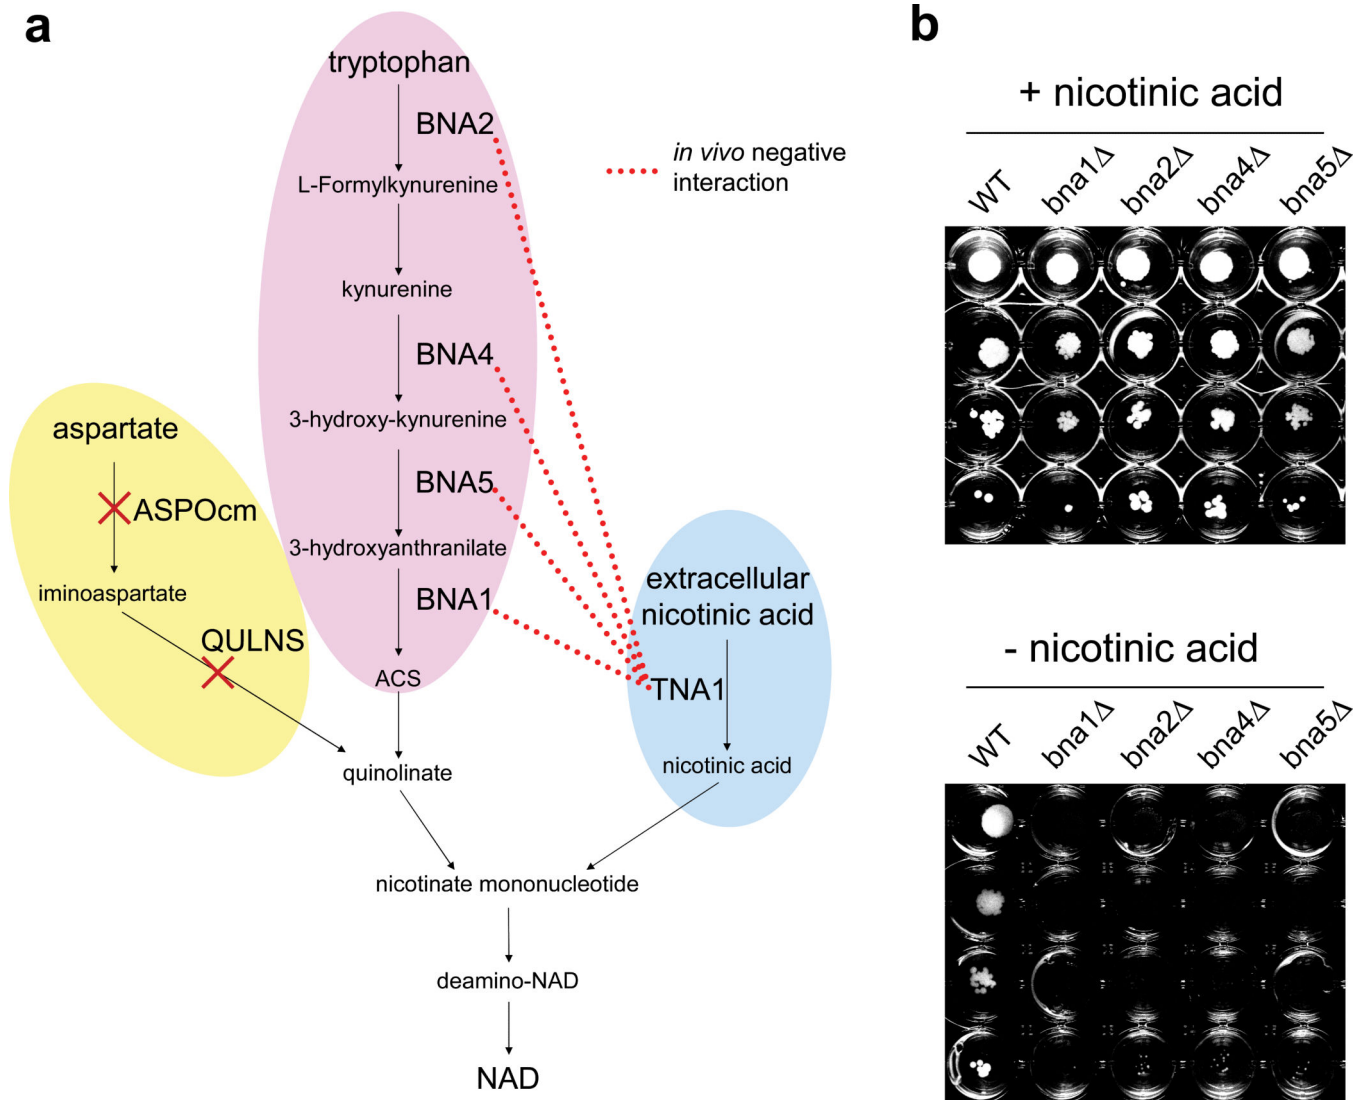 a
tryptophan
BNA2
L-Formylkynurenine
kynurenine
BNA4
3-hydroxy-kynurenine
BNA5
3-hydroxyanthranilate
BNA1
ACS
in vivo negative
interaction
aspartate
ASPOcm
iminoaspartate
QULNS
extracellular
nicotinic acid
TNA1
nicotinic acid
quinolinate
nicotinate mononucleotide
deamino-NAD
NAD
b
+ nicotinic acid
WT bna1Δ bna2Δ bna4Δ bna5Δ
- nicotinic acid
WT bna1Δ bna2Δ bna4Δ bna5Δ